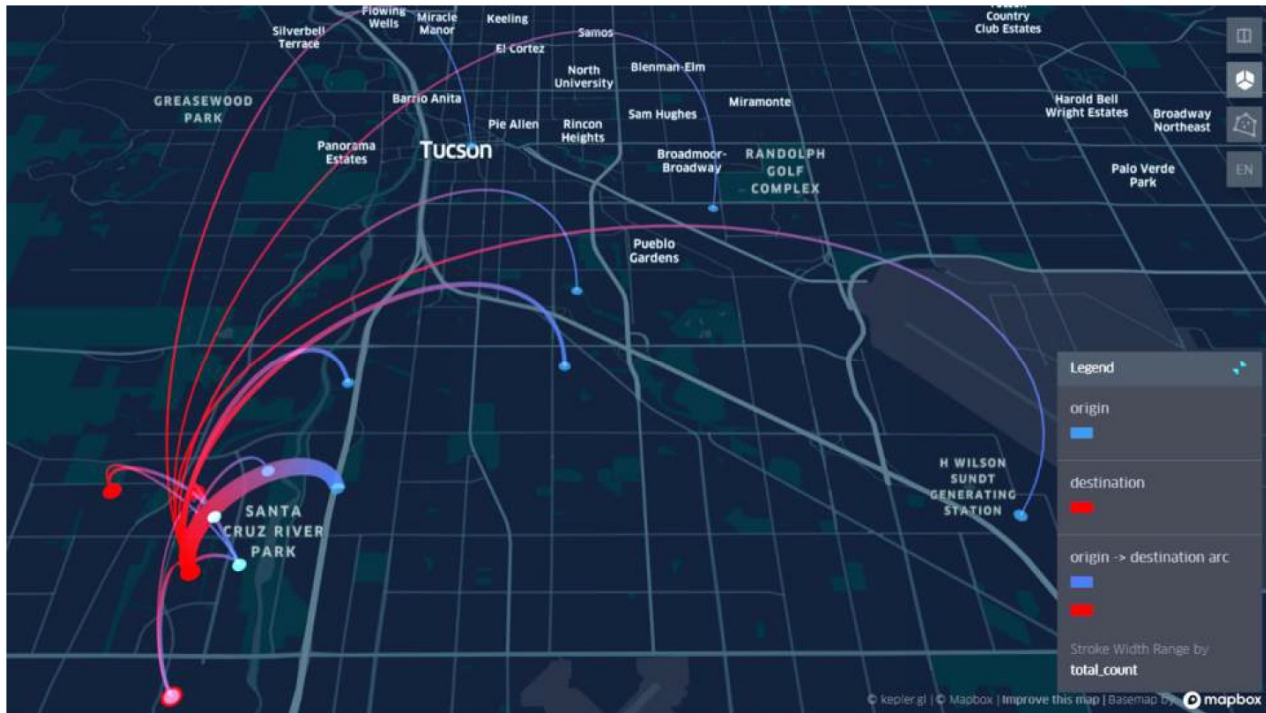 Flowing
Wells
Miracle
Manor
Keeling
Tucson
Country
Club Estates
Silverbell
Terrace
Samos
El Cortez
North
University
Blenman-Elm
GREASEWOOD
PARK
Barrio Anita
Miramonte
Harold Bell
Wright Estates
Broadway
Northeast
Pie Allen
Rincon
Heights
Sam Hughes
Panorama
Estates
Tucson
Broadmoor-
Broadway
RANDOLPH
GOLF
COMPLEX
Palo Verde
Park
EN
Pueblo
Gardens
H WILSON
SUNDT
GENERATING
STATION
SANTA
CRUZ RIVER
PARK
Legend
origin
destination
origin -> destination arc
Stroke Width Range by
total_count
© kepler.gl | © Mapbox | Improve this map | Basemap by:
mapbox